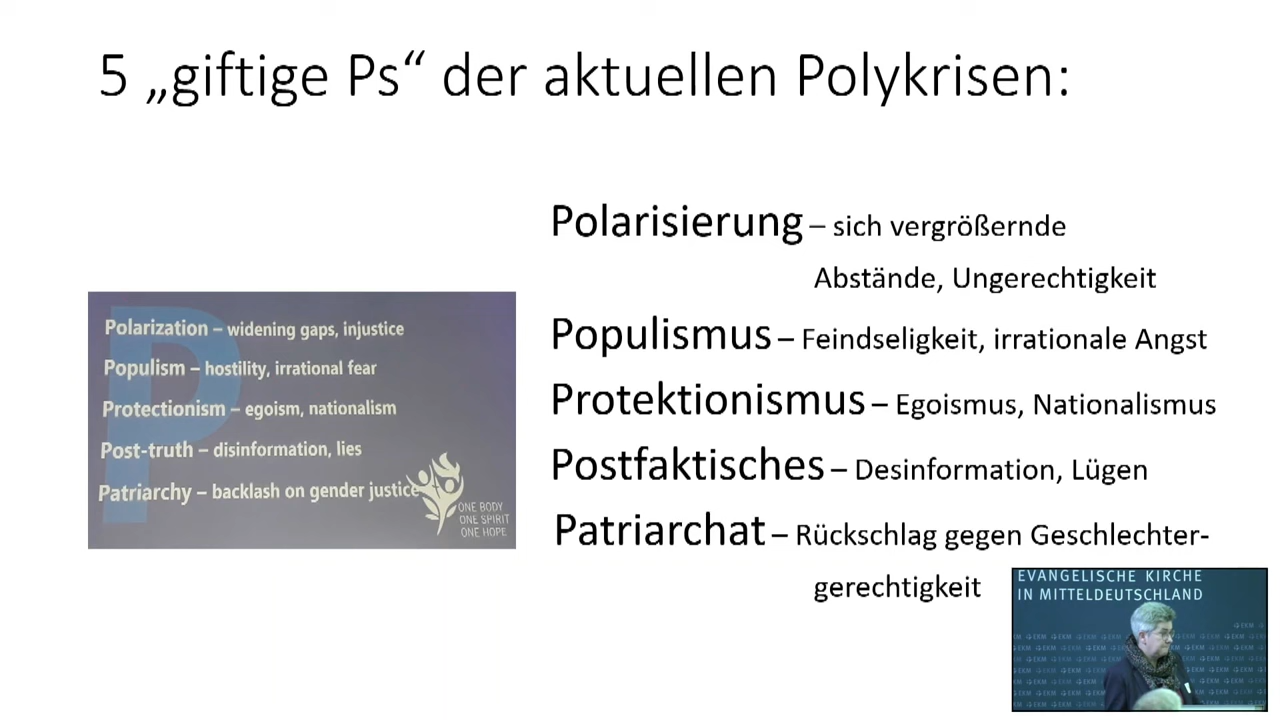 5 „giftige Ps“ der aktuellen Polykrisen:
Polarization – widening gaps, injustice
Populism – hostility, irrational fear
Protectionism – egoism, nationalism
Post-truth – disinformation, lies
Patriarchy – backlash on gender justice
ONE BODY
ONE SPIRIT
ONE HOPE
Polarisierung – sich vergrößernde
Abstände, Ungerechtigkeit
Populismus – Feindseligkeit, irrationale Angst
Protektionismus – Egoismus, Nationalismus
Postfaktisches – Desinformation, Lügen
Patriarchat – Rückschlag gegen Geschlechter-
gerechtigkeit
EVANGELISCHE KIRCHE
IN MITTELDEUTSCHLAND